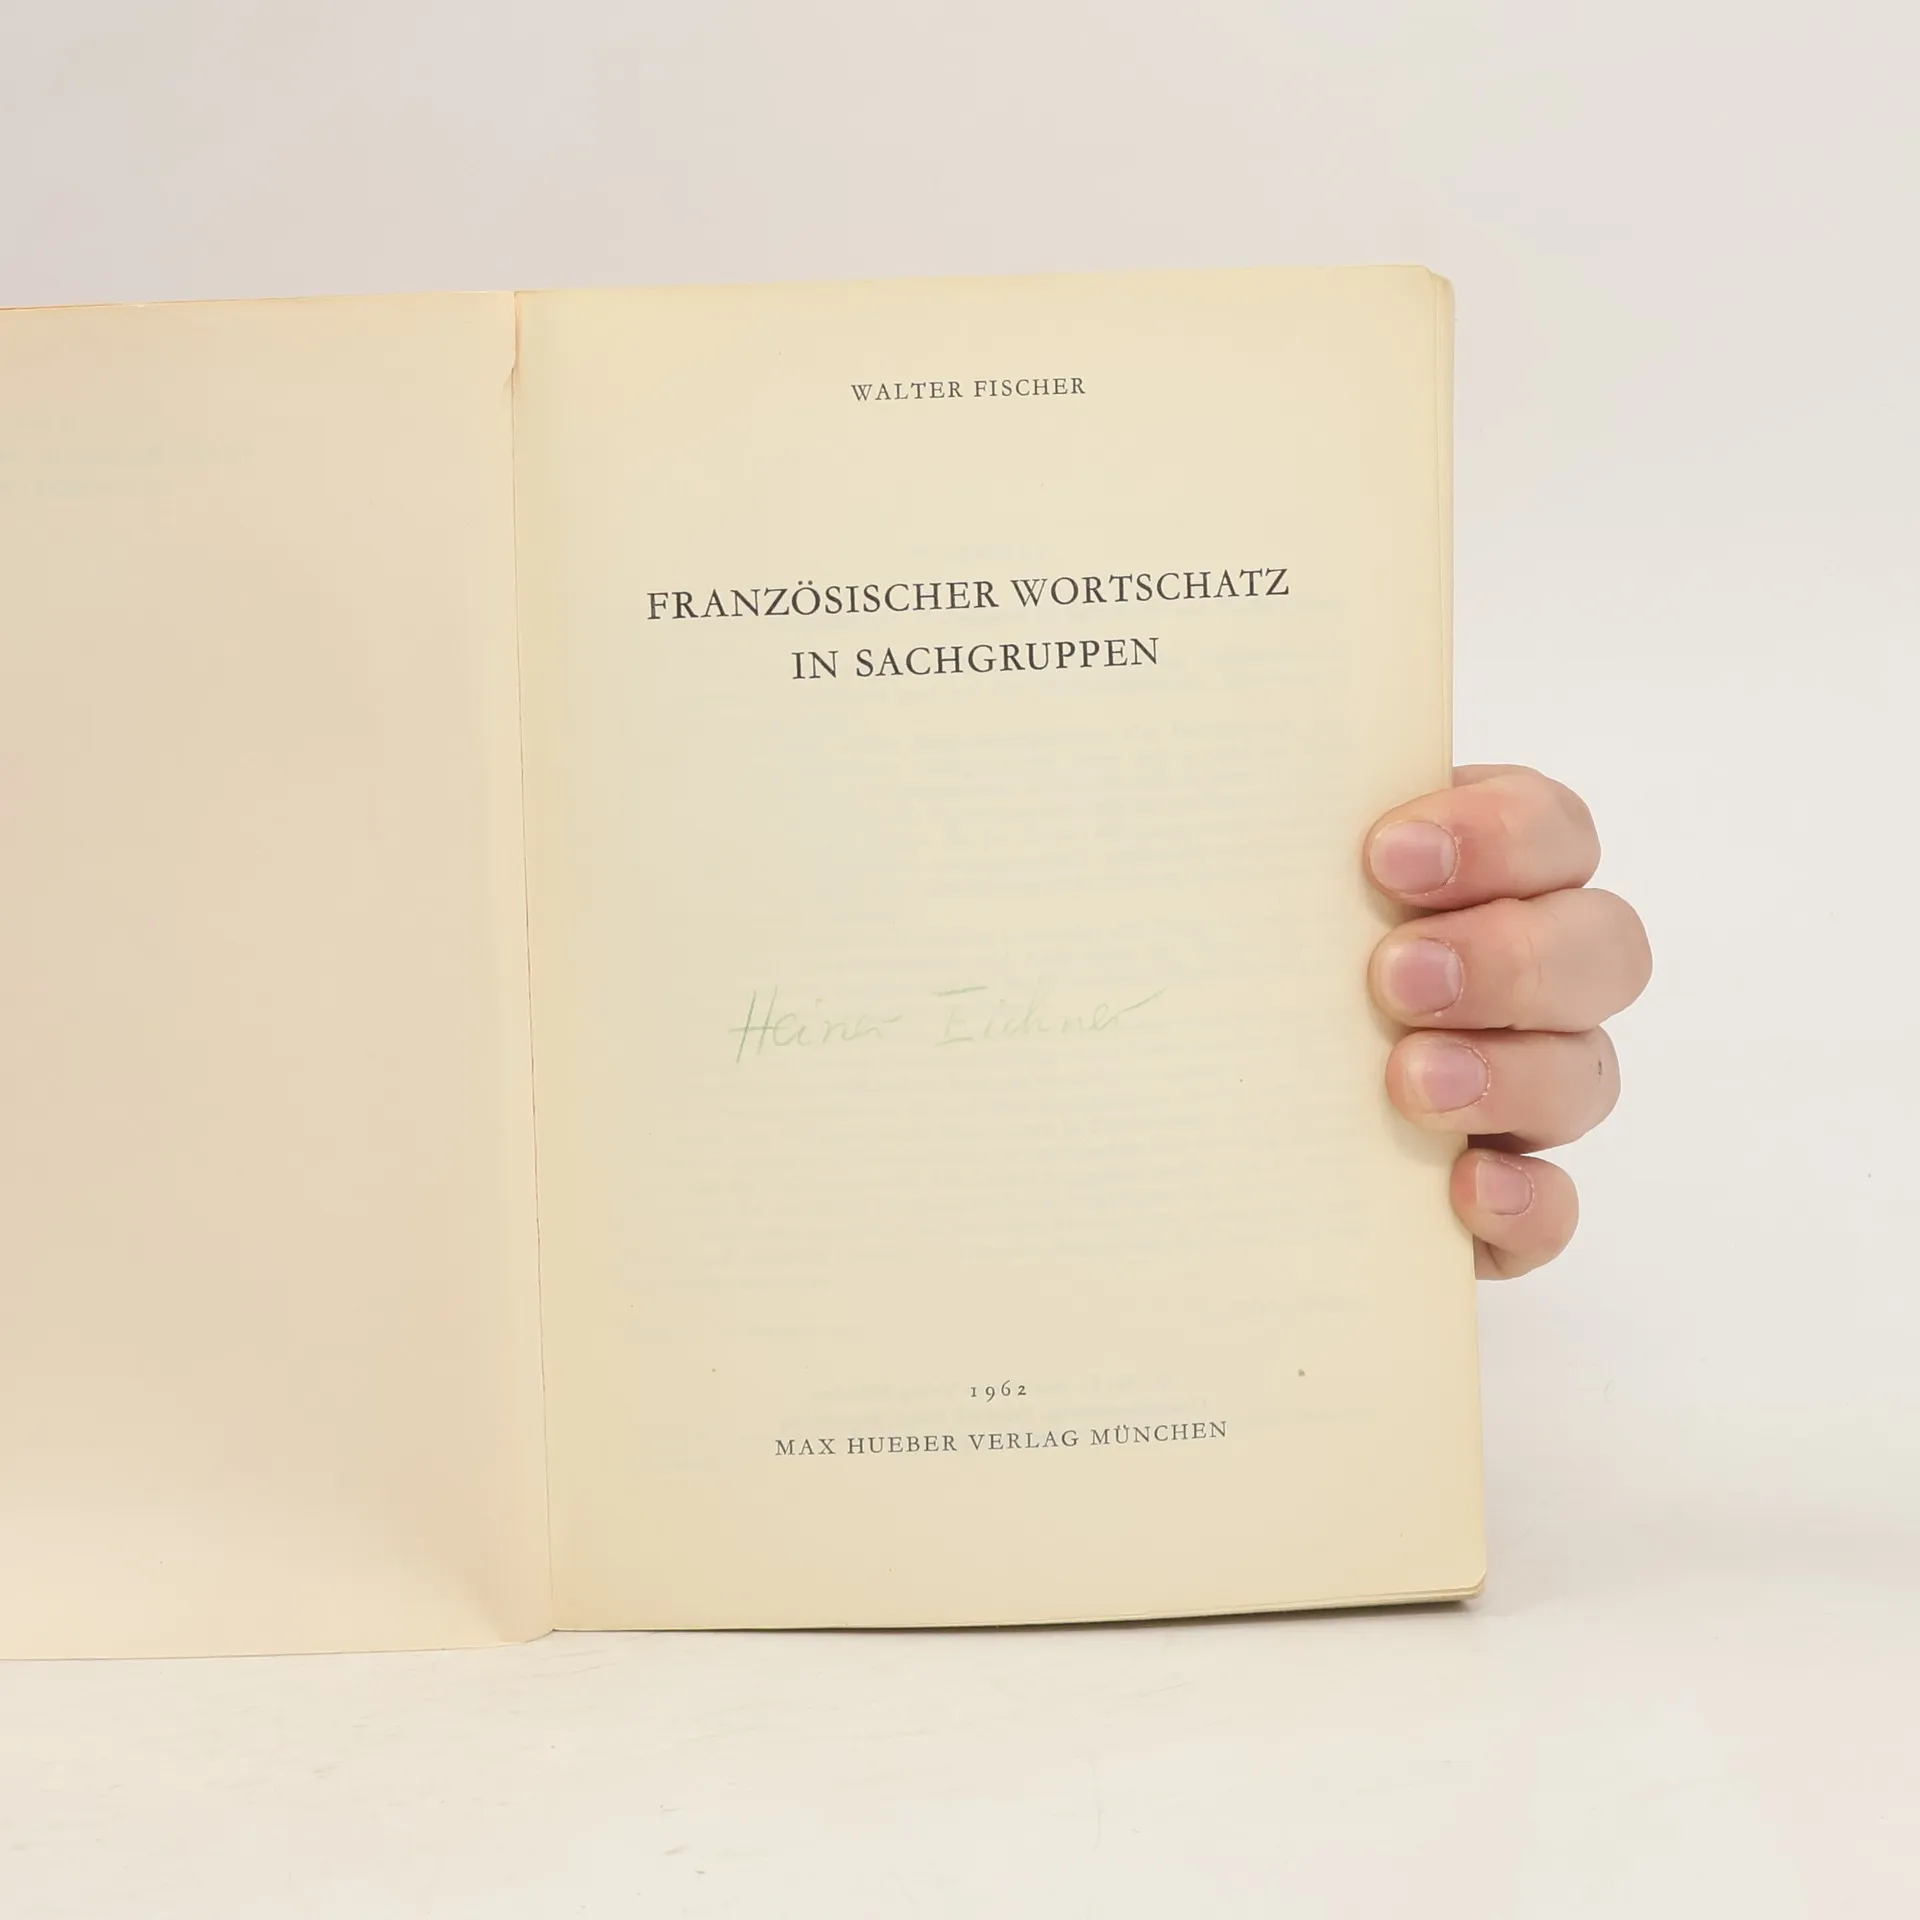 WALTER FISCHER
FRANZÖSISCHER WORTSCHATZ
IN SACHGRUPPEN
Heiner Eichner
1962
MAX HUEBER VERLAG MÜNCHEN